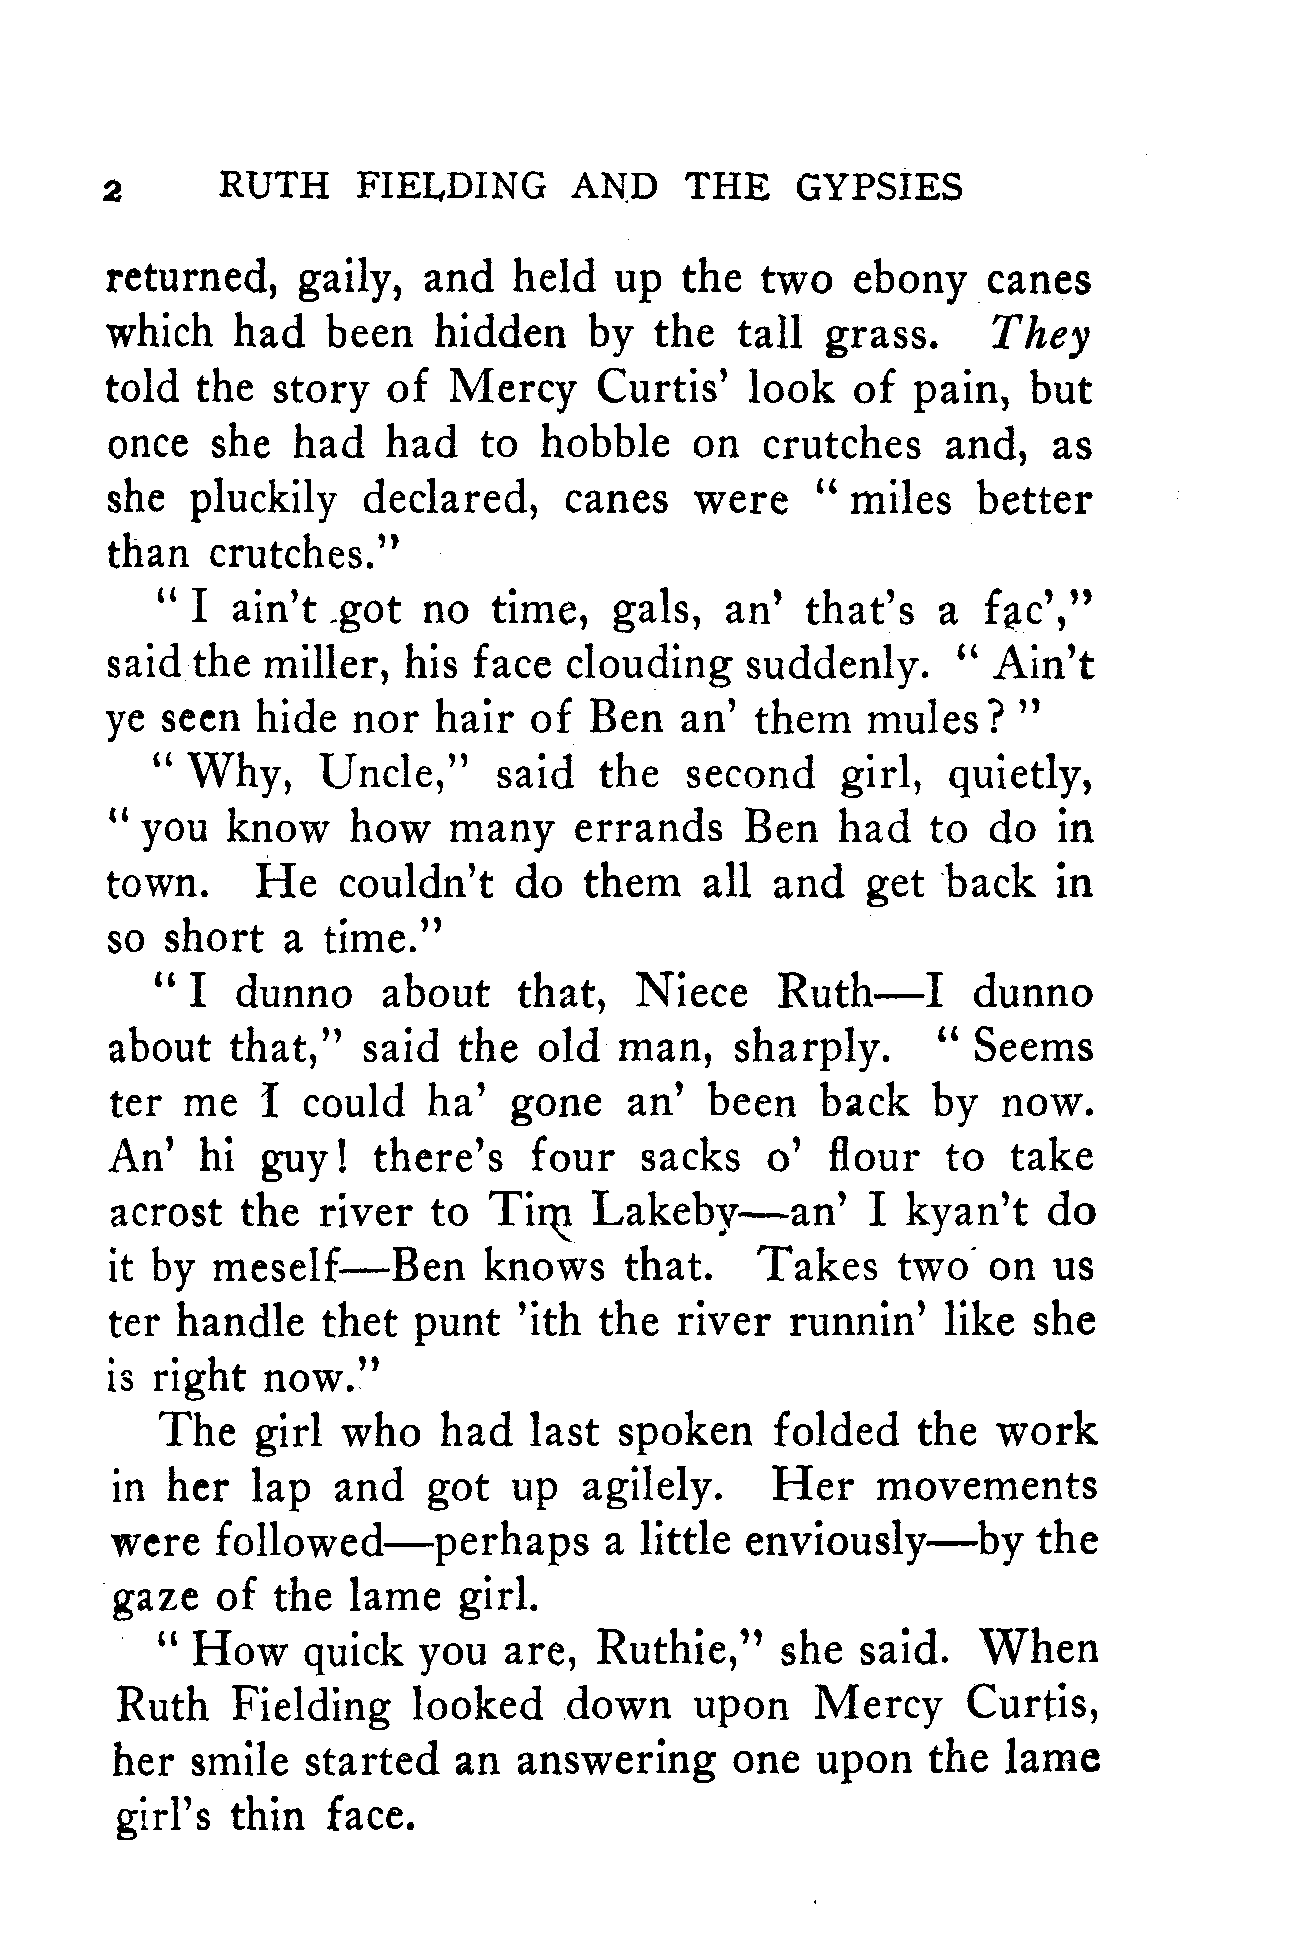 2 RUTH FIELDING AND THE GYPSIES
returned, gaily, and held up the two ebony canes
which had been hidden by the tall grass. They
told the story of Mercy Curtis' look of pain, but
once she had had to hobble on crutches and, as
she pluckily declared, canes were " miles better
than crutches."
" I ain't got no time, gals, an' that's a fac',"
said the miller, his face clouding suddenly. " Ain't
ye seen hide nor hair of Ben an' them mules? "
" Why, Uncle," said the second girl, quietly,
" you know how many errands Ben had to do in
town. He couldn't do them all and get back in
so short a time."
" I dunno about that, Niece Ruth—I dunno
about that," said the old man, sharply. " Seems
ter me I could ha' gone an' been back by now.
An' hi guy! there's four sacks o' flour to take
acrost the river to Tim Lakeby—an' I kyan't do
it by meself—Ben knows that. Takes two on us
ter handle thet punt 'ith the river runnin' like she
is right now."
The girl who had last spoken folded the work
in her lap and got up agilely. Her movements
were followed—perhaps a little enviously—by the
gaze of the lame girl.
" How quick you are, Ruthie," she said. When
Ruth Fielding looked down upon Mercy Curtis,
her smile started an answering one upon the lame
girl's thin face.